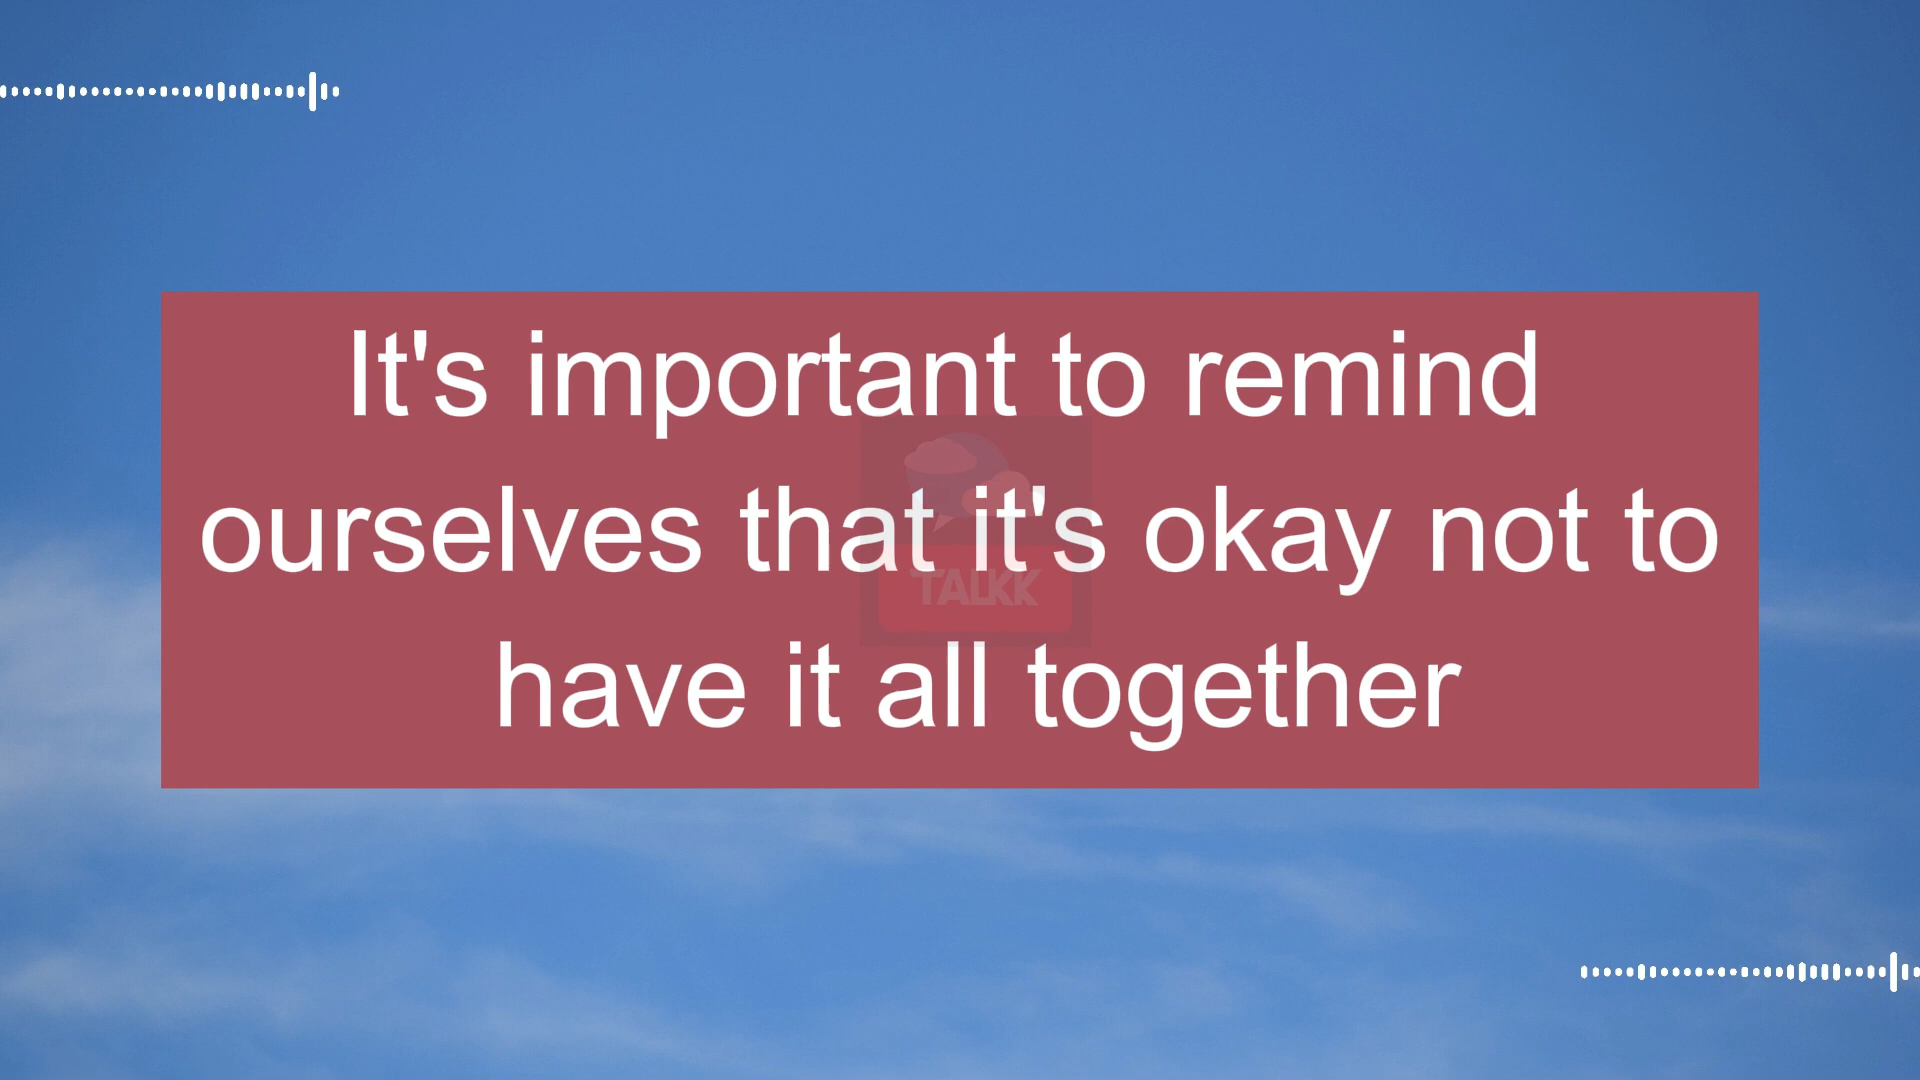 It's important to remind
ourselves that it's okay not to
have it all together
TALKK